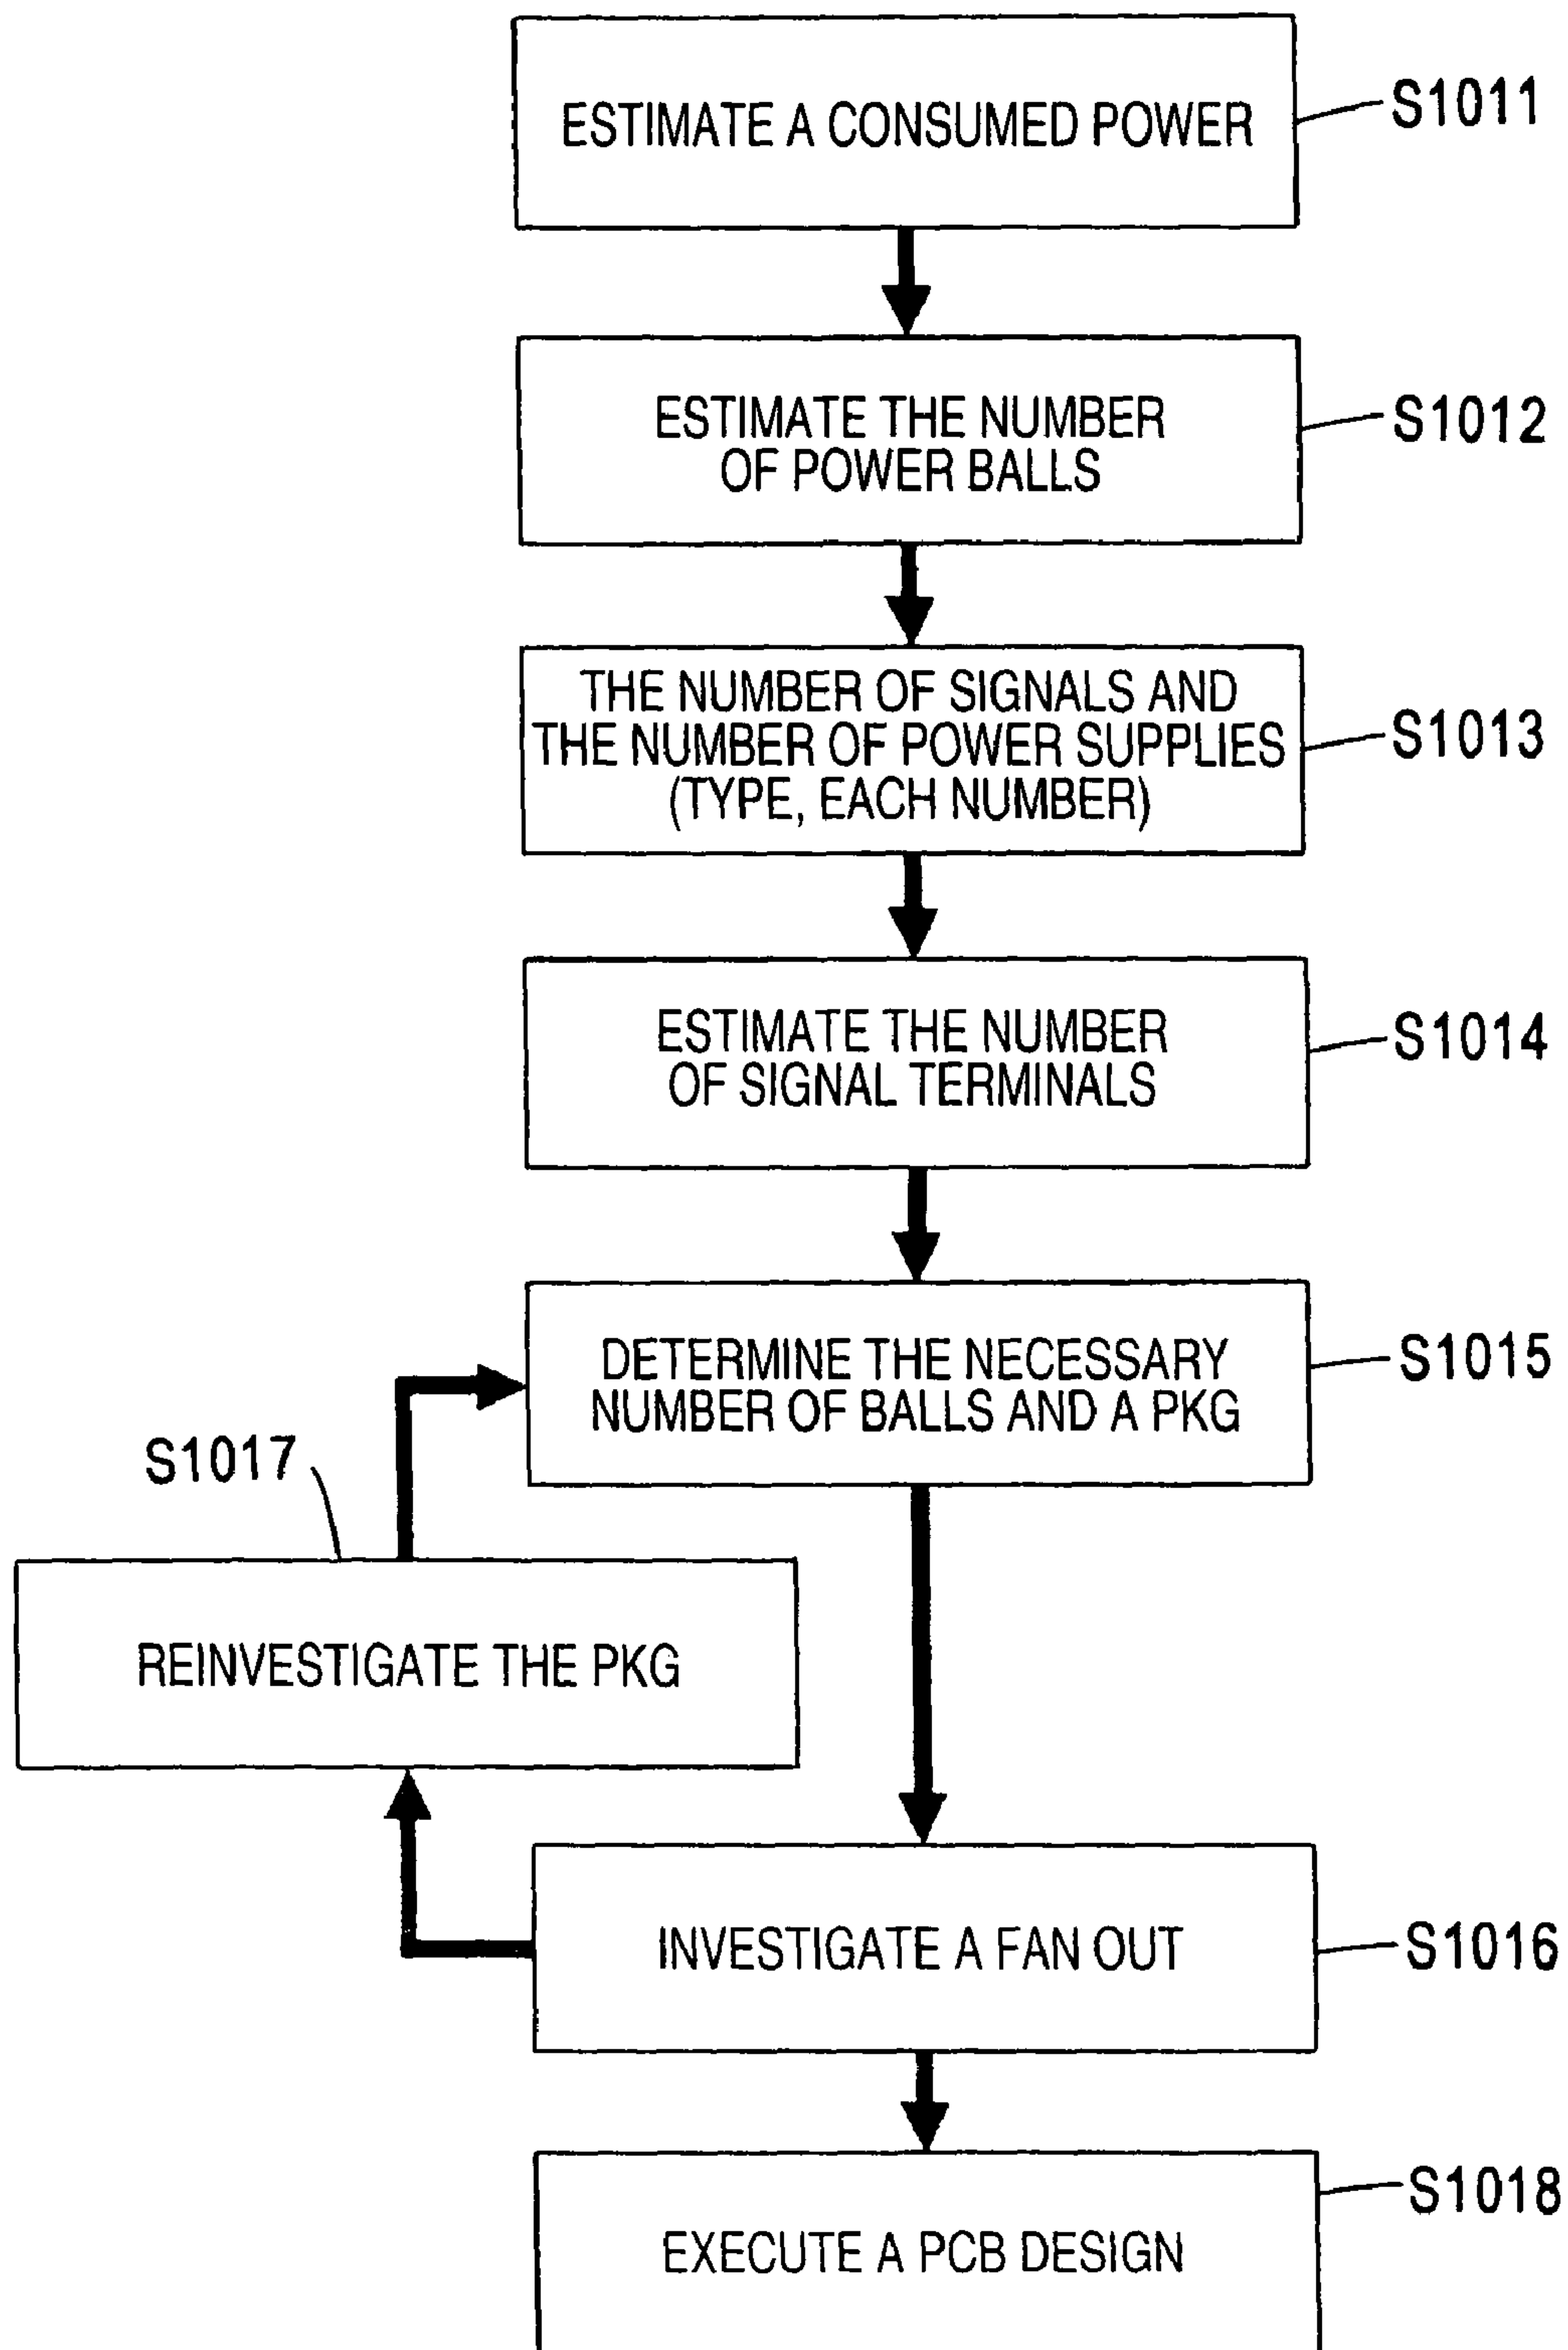 ESTIMATE A CONSUMED POWER
S1011
ESTIMATE THE NUMBER
OF POWER BALLS
S1012
THE NUMBER OF SIGNALS AND
THE NUMBER OF POWER SUPPLIES
(TYPE, EACH NUMBER)
S1013
ESTIMATE THE NUMBER
OF SIGNAL TERMINALS
S1014
DETERMINE THE NECESSARY
NUMBER OF BALLS AND A PKG
S1015
S1017
REINVESTIGATE THE PKG
INVESTIGATE A FAN OUT
S1016
EXECUTE A PCB DESIGN
S1018